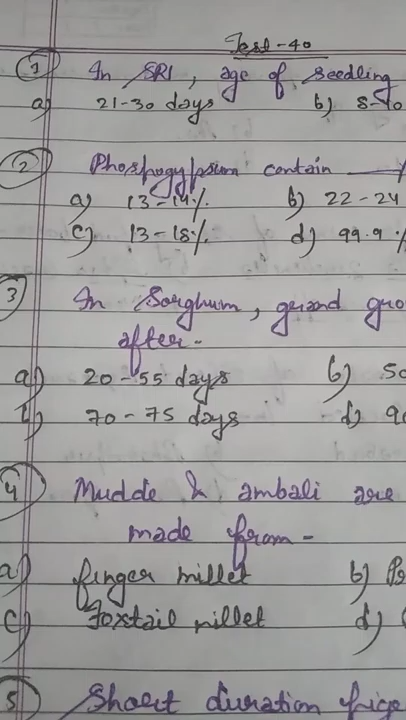 Test-40
1 In SRI, age of seedling
a) 21-30 days b) 8-10
2 Phosphogypsum contain
a) 13-14%. b) 22-24
c) 13-18%. d) 99.9 %
3 In Sorghum, grand gro
after-
a) 20-55 days b) 50
b) 70-75 days d) 90
4 Mudde & ambali are
made from-
a) finger millet b)
c) Foxtail millet d)
5 Short duration